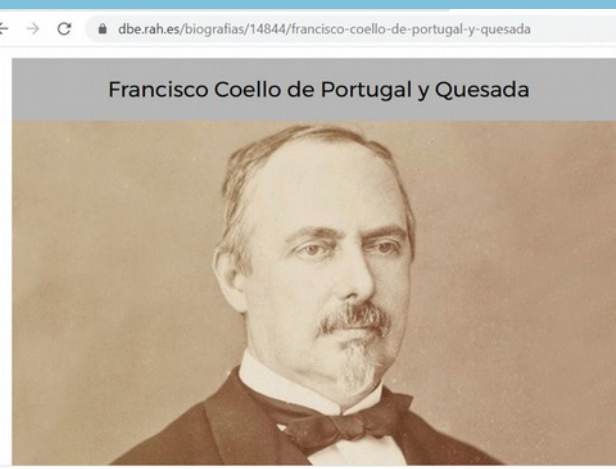 dbe.rah.es/biografias/14844/francisco-coello-de-portugal-y-quesada
Francisco Coello de Portugal y Quesada